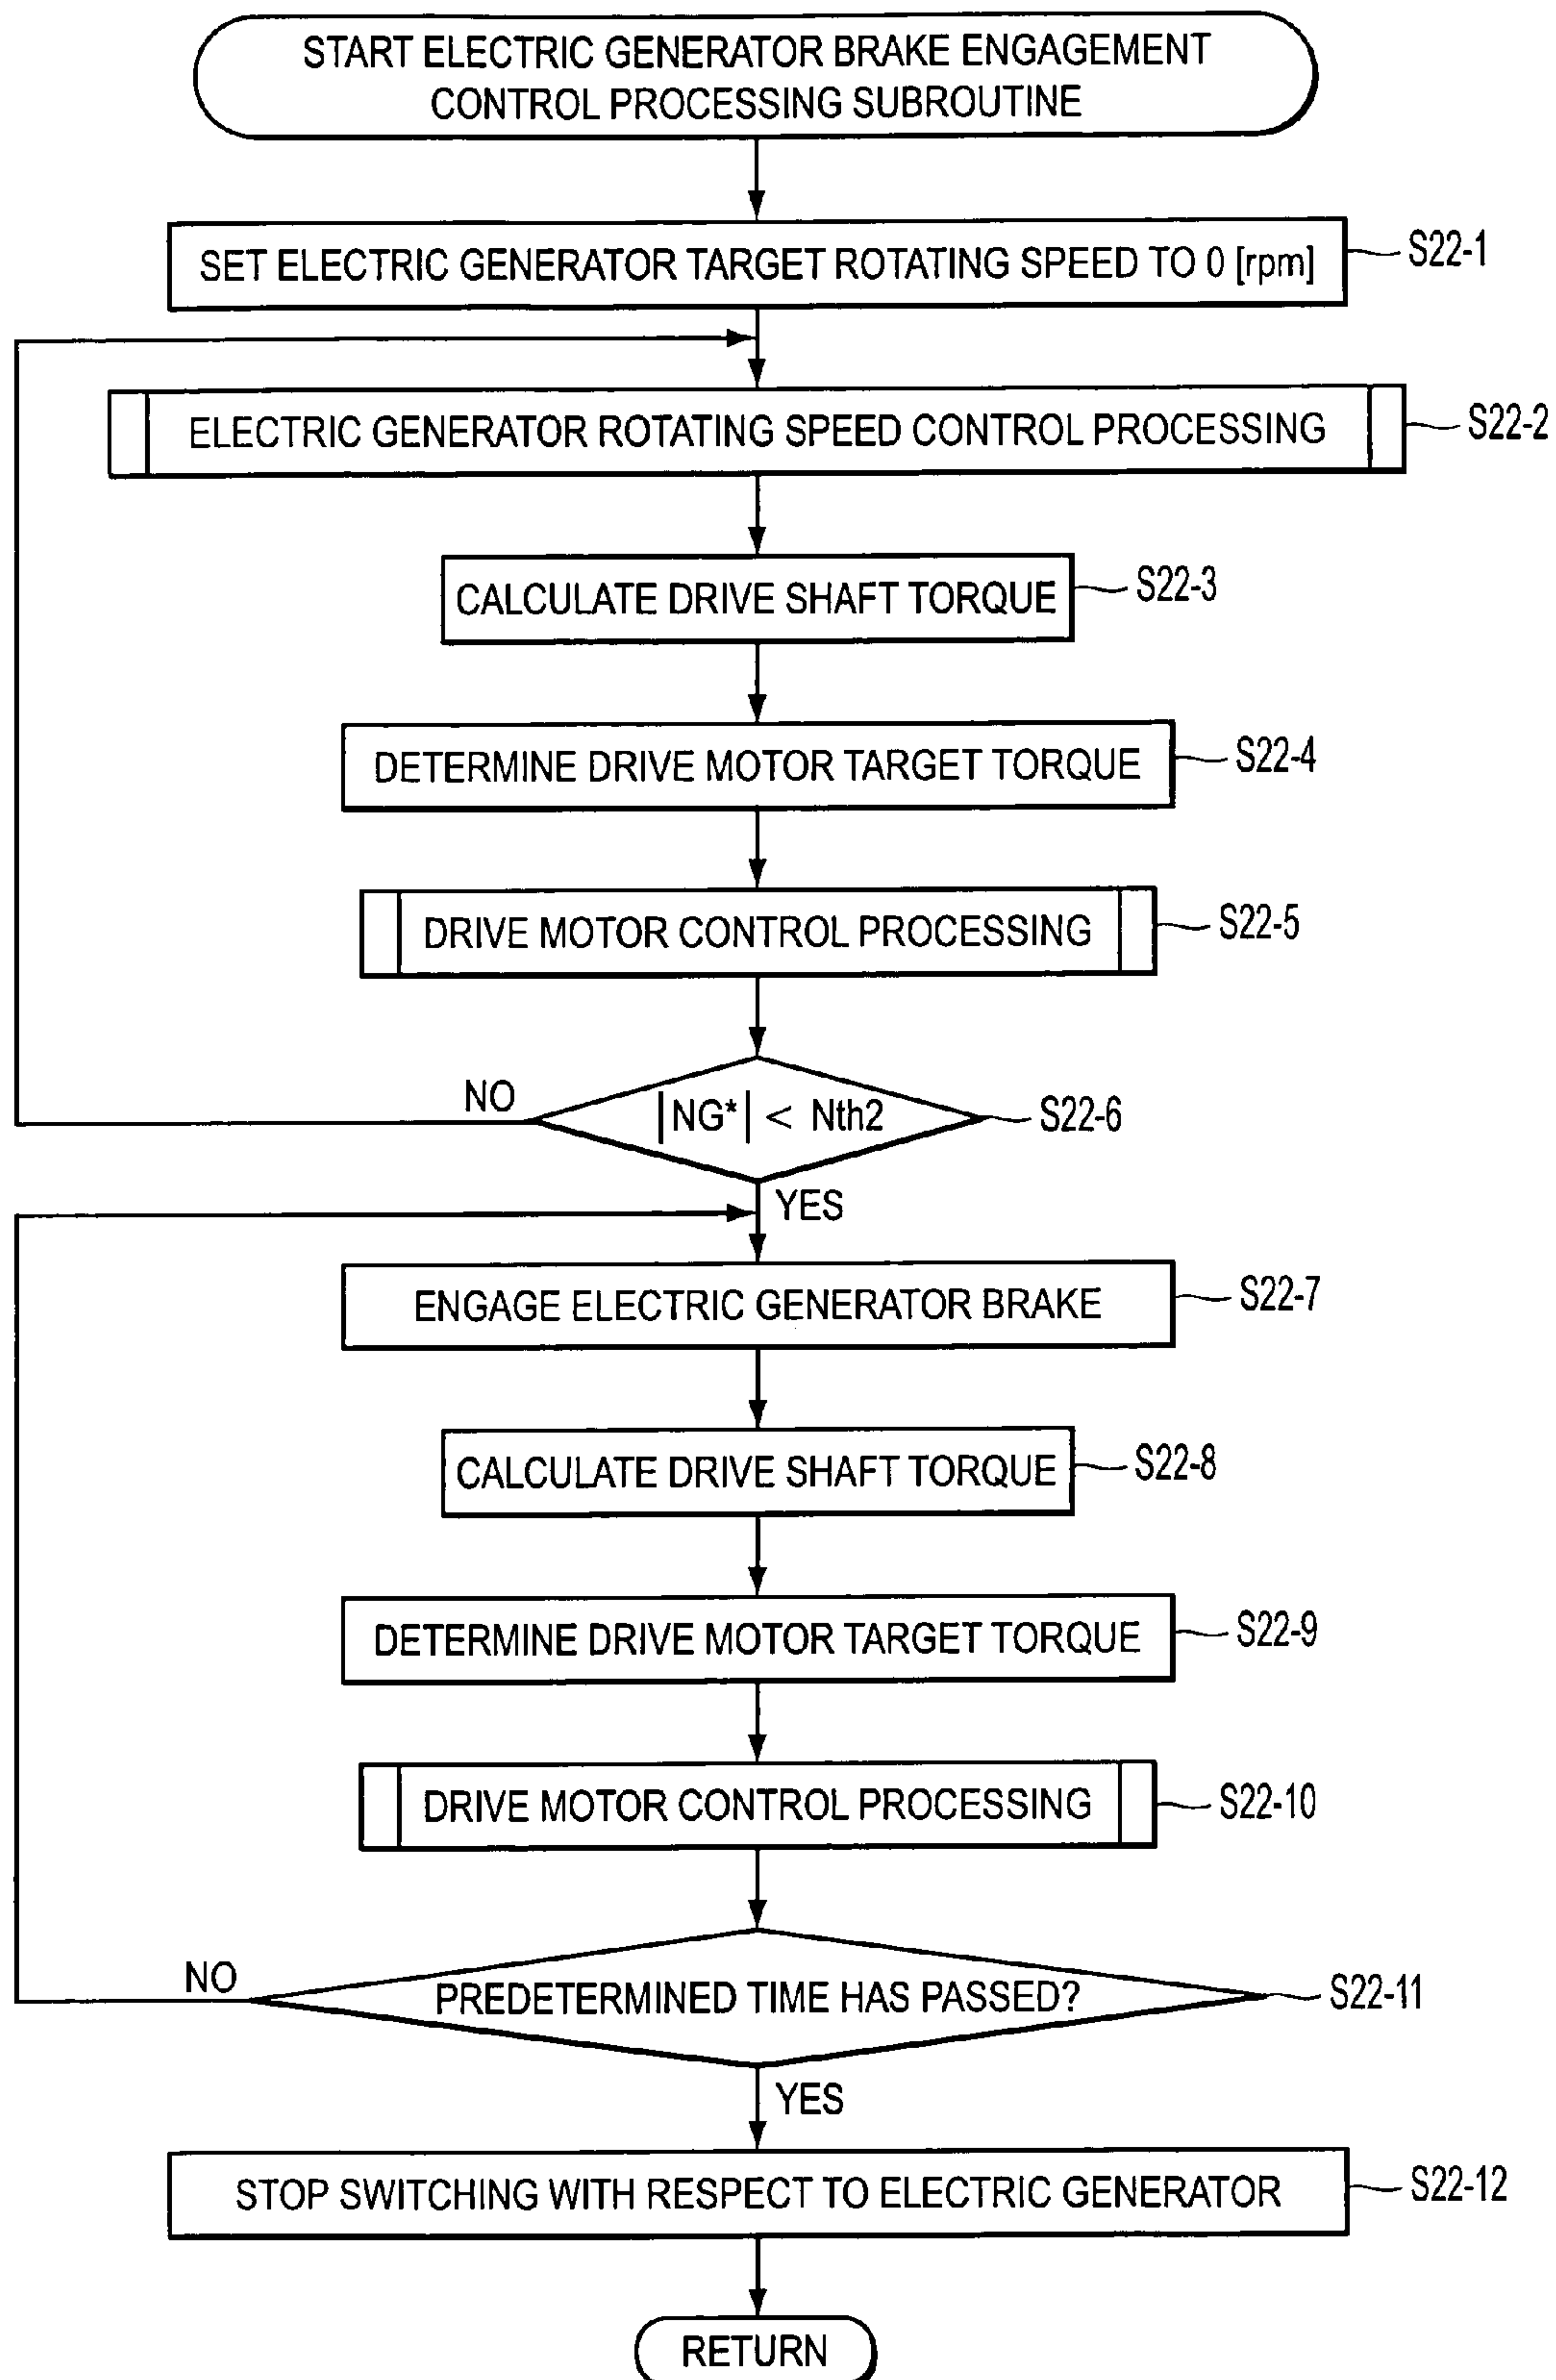 START ELECTRIC GENERATOR BRAKE ENGAGEMENT
CONTROL PROCESSING SUBROUTINE
SET ELECTRIC GENERATOR TARGET ROTATING SPEED TO 0 [rpm]
S22-1
ELECTRIC GENERATOR ROTATING SPEED CONTROL PROCESSING
S22-2
CALCULATE DRIVE SHAFT TORQUE
S22-3
DETERMINE DRIVE MOTOR TARGET TORQUE
S22-4
DRIVE MOTOR CONTROL PROCESSING
S22-5
NO
|NG*| < Nth2
S22-6
YES
ENGAGE ELECTRIC GENERATOR BRAKE
S22-7
CALCULATE DRIVE SHAFT TORQUE
S22-8
DETERMINE DRIVE MOTOR TARGET TORQUE
S22-9
DRIVE MOTOR CONTROL PROCESSING
S22-10
NO
PREDETERMINED TIME HAS PASSED?
S22-11
YES
STOP SWITCHING WITH RESPECT TO ELECTRIC GENERATOR
S22-12
RETURN